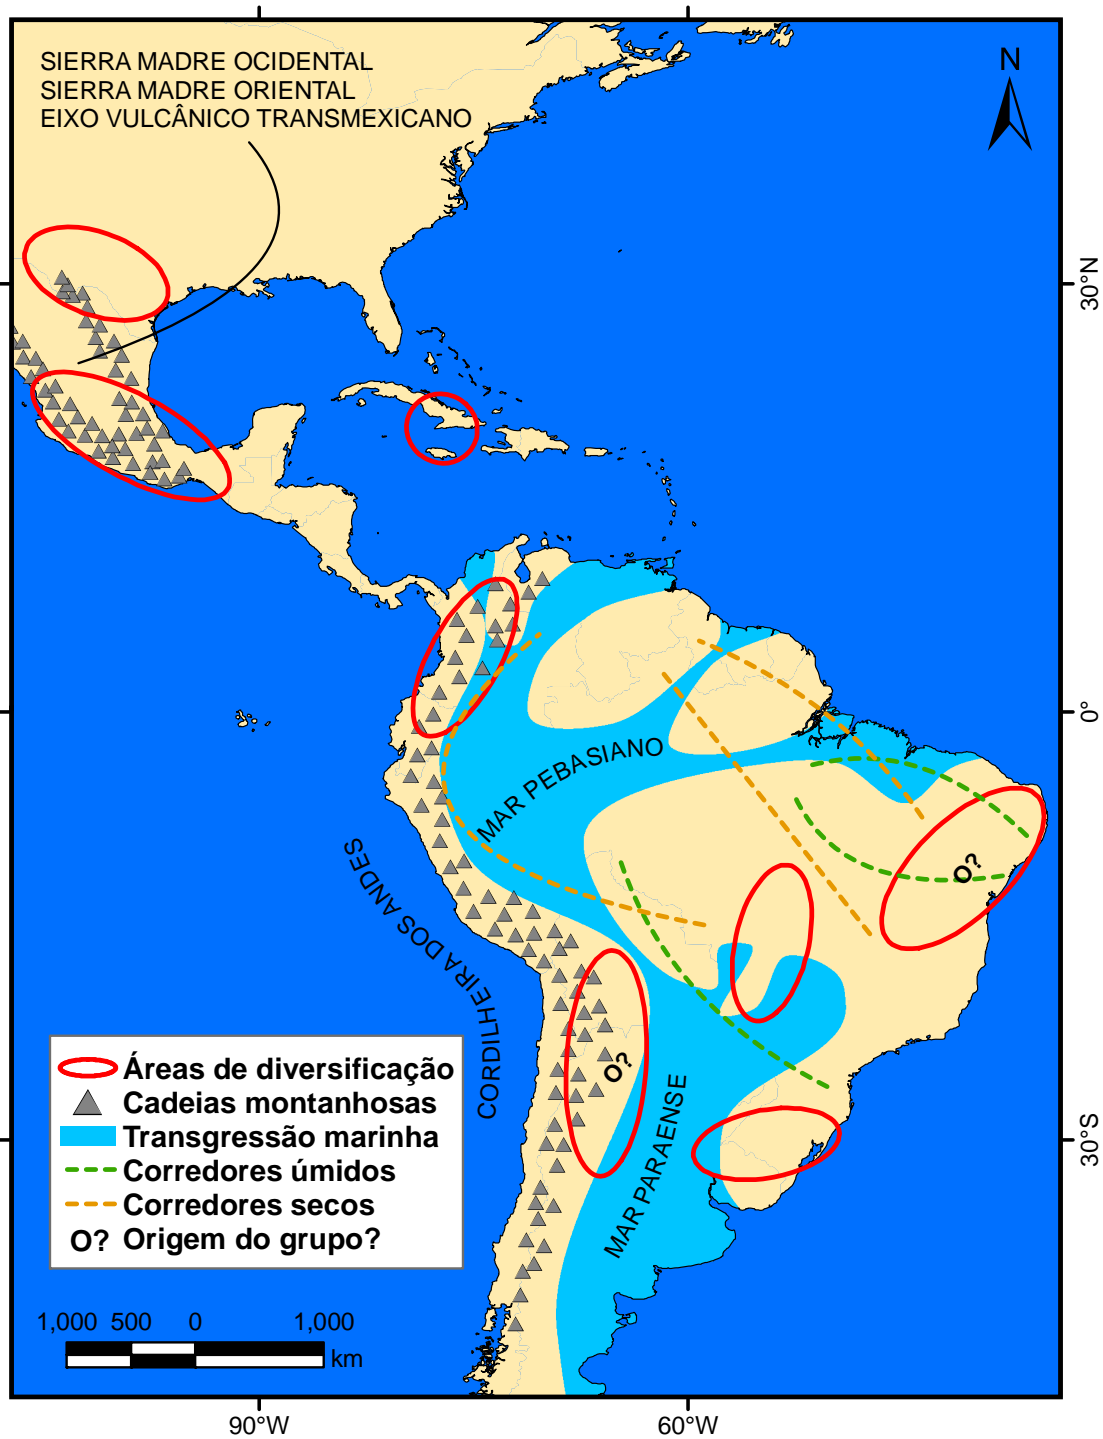 SIERRA MADRE OCIDENTAL
SIERRA MADRE ORIENTAL
EIXO VULCÂNICO TRANSMEXICANO
N
30°N
0°
MAR PEBASIANO
O?
CORDILHEIRA DOS ANDES
O?
MAR PARAENSE
30°S
Áreas de diversificação
Cadeias montanhosas
Transgressão marinha
Corredores úmidos
Corredores secos
O? Origem do grupo?
1,000 500 0 1,000
km
90°W 60°W